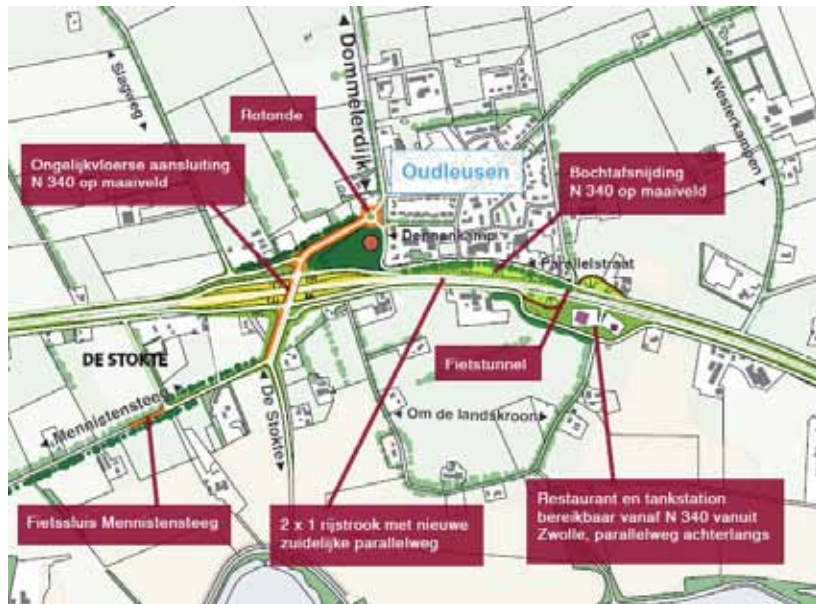 Slagweg
Dommelerdijk
Westerkampen
Rotonde
Ongelijkvloerse aansluiting
N 340 op maaiveld
Oudleusen
Bochtafsnijding
N 340 op maaiveld
Dennenkamp
Parallelstraat
DE STOKTE
Fietstunnel
Mennistensteeg
De Stokte
Om de landskroon
Fietssluis Mennistensteeg
2 x 1 rijstrook met nieuwe
zuidelijke parallelweg
Restaurant en tankstation
bereikbaar vanaf N 340 vanuit
Zwolle, parallelweg achterlangs